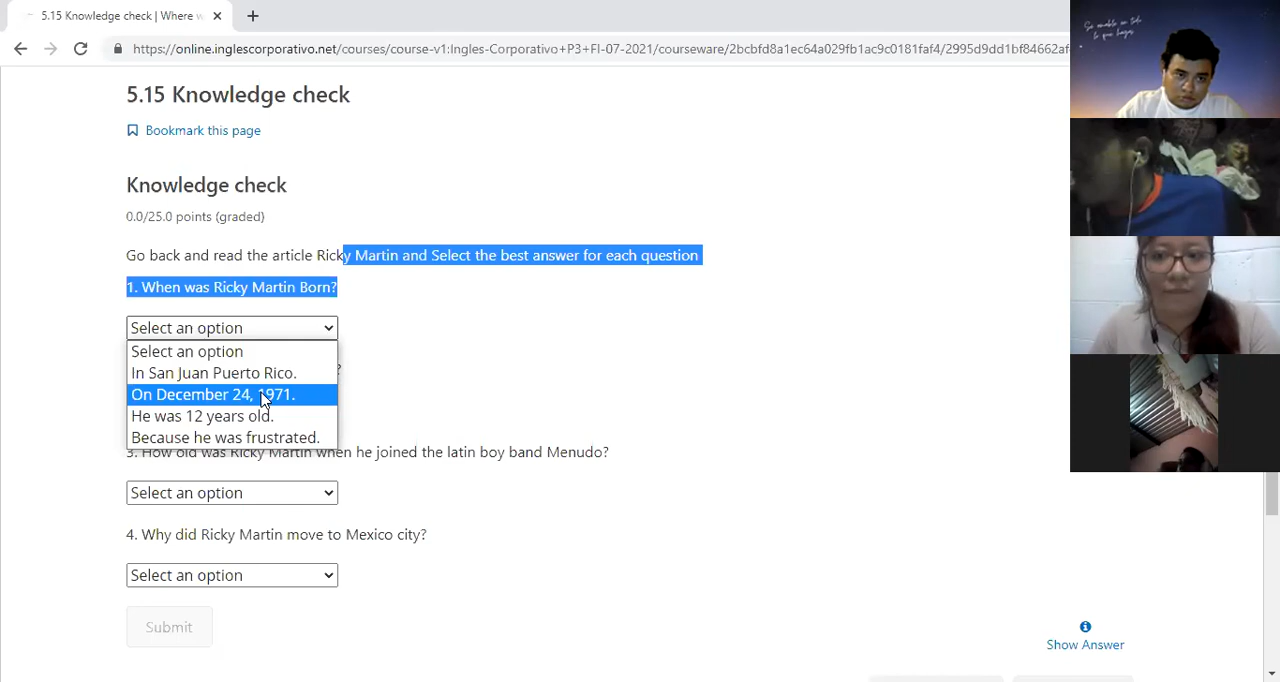 5.15 Knowledge check | Where w
https://online.inglescorporativo.net/courses/course-v1:Ingles-Corporativo+P3+FI-07-2021/courseware/2bcbfd8a1ec64a029fb1ac9c0181faf4/2995d9dd1bf84662af
5.15 Knowledge check
Bookmark this page
Knowledge check
0.0/25.0 points (graded)
Go back and read the article Ricky Martin and Select the best answer for each question
1. When was Ricky Martin Born?
Select an option
Select an option
In San Juan Puerto Rico.
?
On December 24, 1971.
He was 12 years old.
Because he was frustrated.
3. How old was Ricky Martin when he joined the latin boy band Menudo?
Select an option
4. Why did Ricky Martin move to Mexico city?
Select an option
Submit
Show Answer